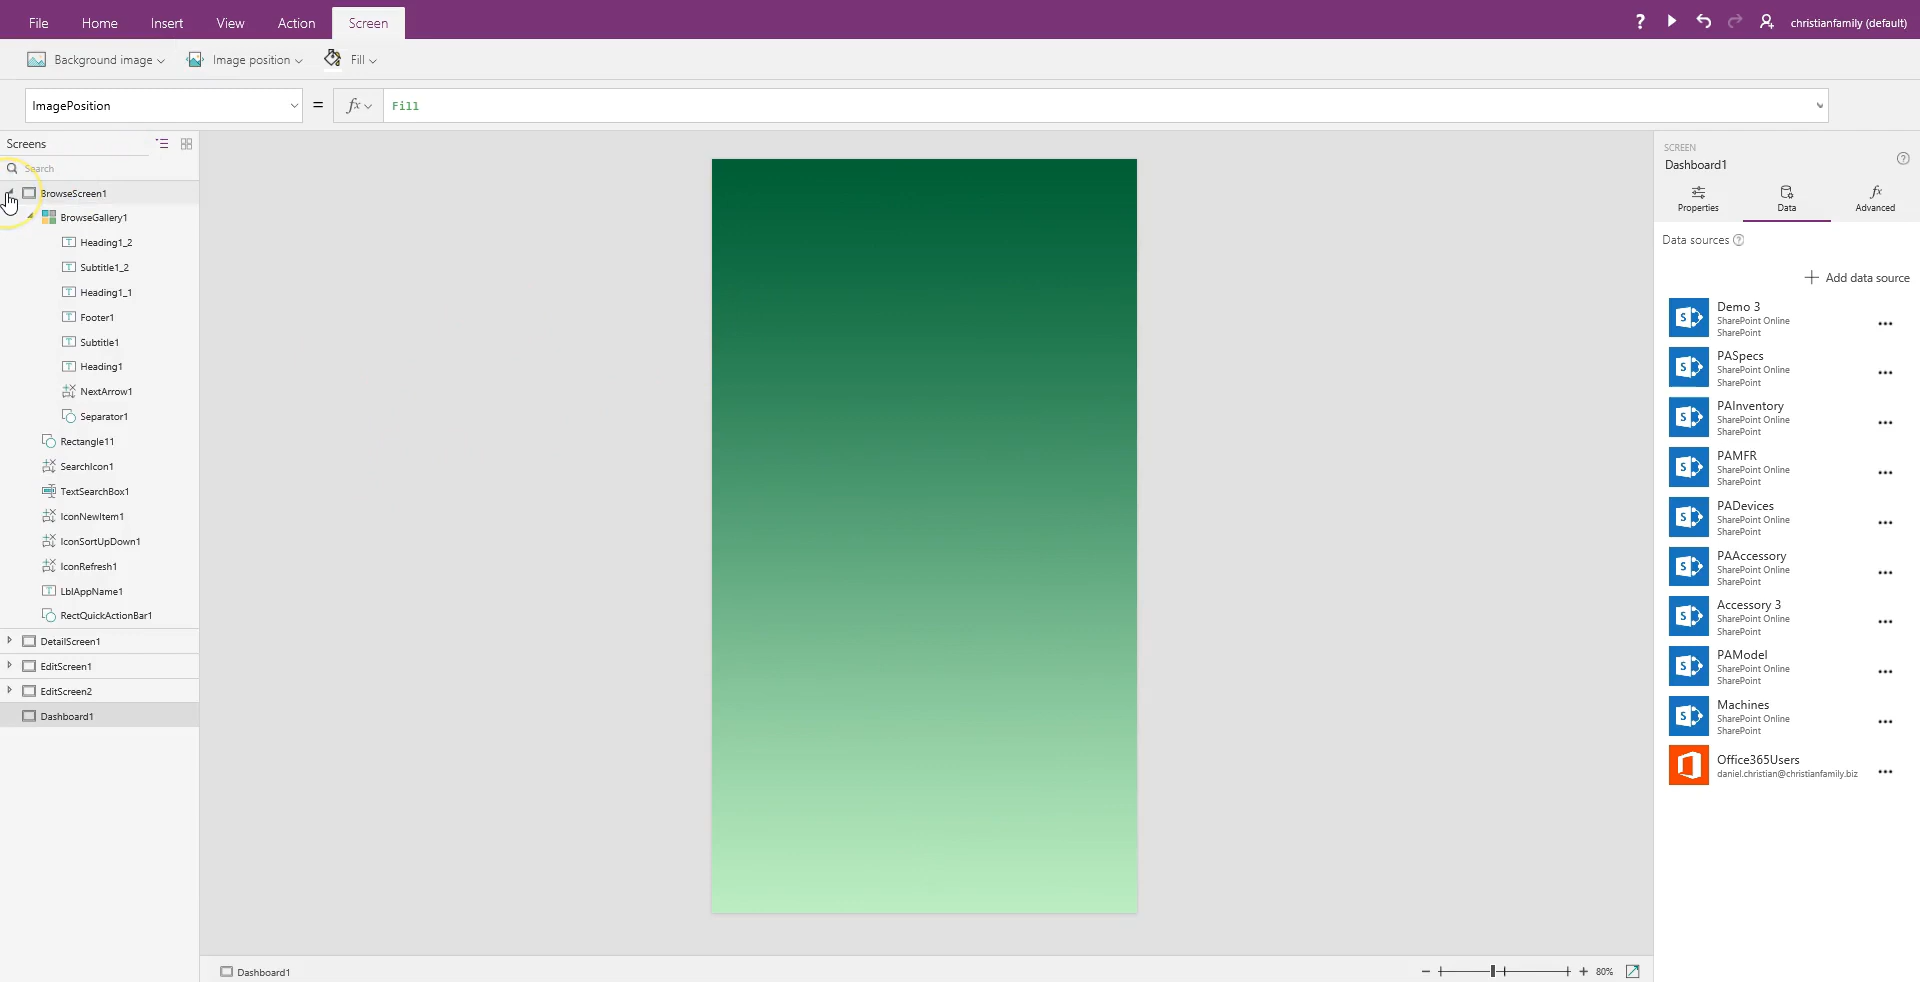 File Home Insert View Action Screen
? christianfamily (default)
Background image Image position Fill
ImagePosition = fx Fill
Screens
Search
BrowseScreen1
BrowseGallery1
Heading1_2
Subtitle1_2
Heading1_1
Footer1
Subtitle1
Heading1
NextArrow1
Separator1
Rectangle11
SearchIcon1
TextSearchBox1
IconNewItem1
IconSortUpDown1
IconRefresh1
LblAppName1
RectQuickActionBar1
DetailScreen1
EditScreen1
EditScreen2
Dashboard1
Dashboard1
80%
SCREEN
Dashboard1
Properties Data Advanced
Data sources
Add data source
Demo 3
SharePoint Online
SharePoint
PASpecs
SharePoint Online
SharePoint
PAInventory
SharePoint Online
SharePoint
PAMFR
SharePoint Online
SharePoint
PADevices
SharePoint Online
SharePoint
PAAccessory
SharePoint Online
SharePoint
Accessory 3
SharePoint Online
SharePoint
PAModel
SharePoint Online
SharePoint
Machines
SharePoint Online
SharePoint
Office365Users
daniel.christian@christianfamily.biz